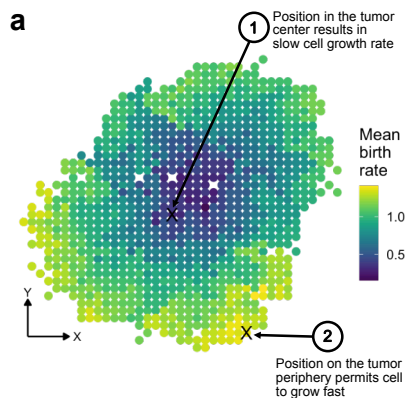 a
1
Position in the tumor
center results in
slow cell growth rate
Mean
birth
rate
1.0
0.5
X
Y
X
X
2
Position on the tumor
periphery permits cell
to grow fast